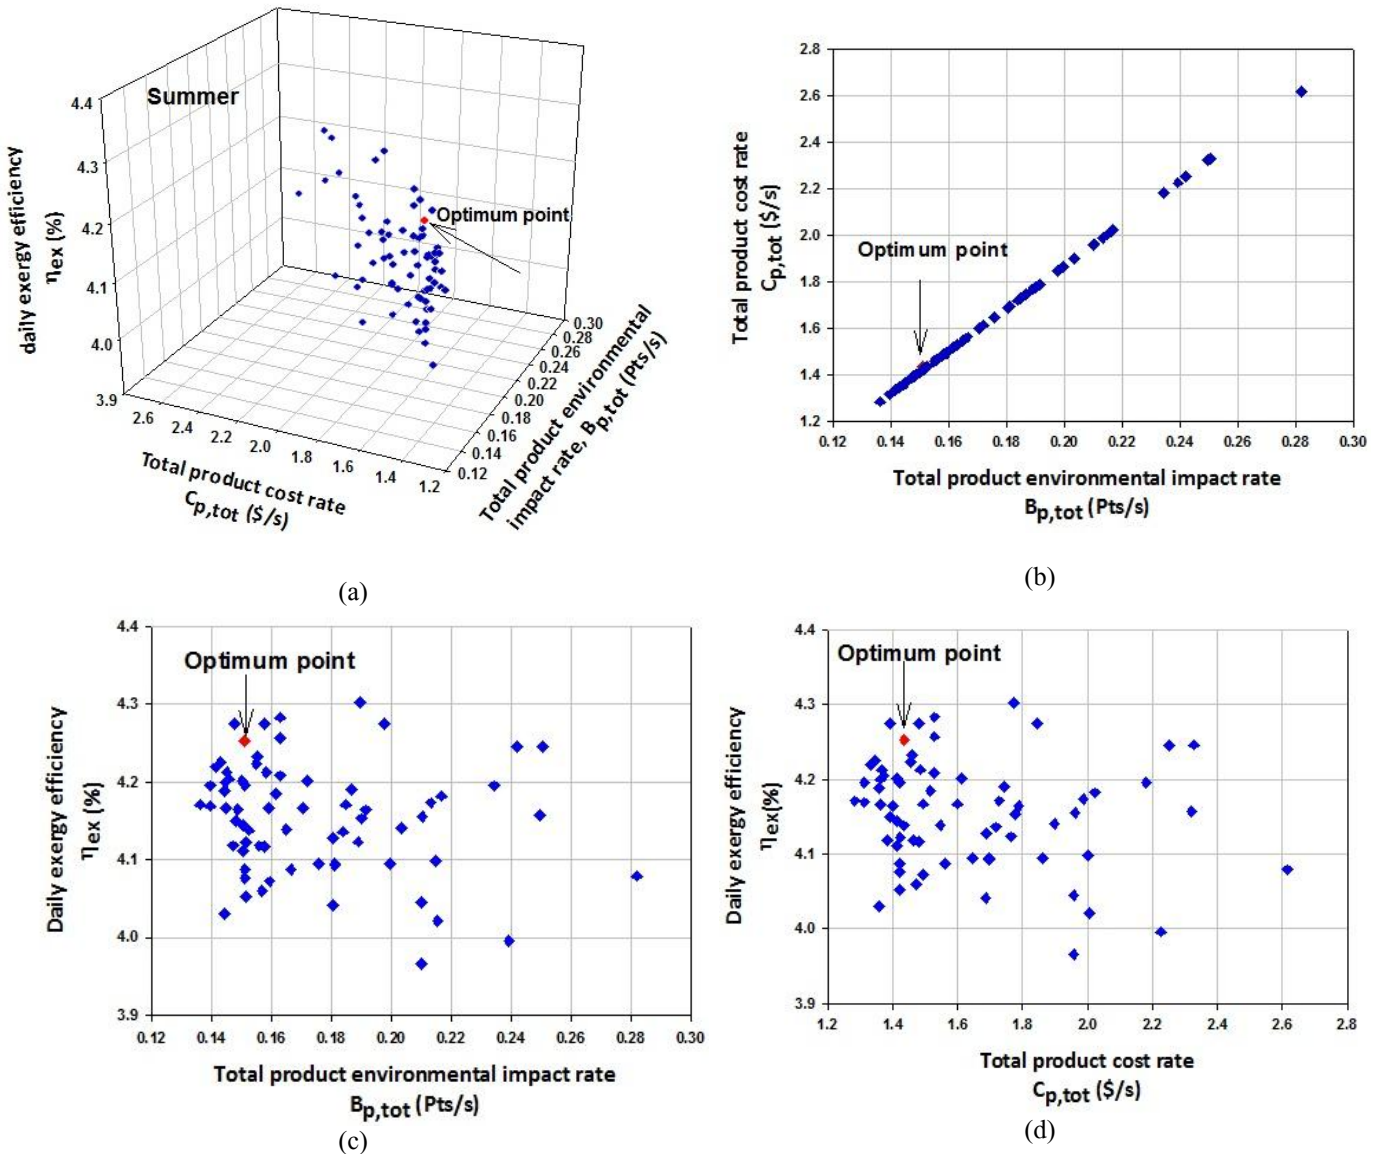 Summer
Optimum point
4.4
4.3
4.2
4.1
4.0
3.9
daily exergy efficiency
ηex (%)
2.6
2.4
2.2
2.0
1.8
1.6
1.4
1.2
Total product cost rate
Cp,tot ($/s)
0.30
0.28
0.26
0.24
0.22
0.20
0.18
0.16
0.14
0.12
Total product environmental
impact rate, Bp,tot (Pts/s)
(a)
2.8
2.6
2.4
2.2
2.0
1.8
1.6
1.4
1.2
Total product cost rate
Cp,tot ($/s)
Optimum point
0.12 0.14 0.16 0.18 0.20 0.22 0.24 0.26 0.28 0.30
Total product environmental impact rate
Bp,tot (Pts/s)
(b)
4.4
4.3
4.2
4.1
4.0
3.9
Daily exergy efficiency
ηex (%)
Optimum point
0.12 0.14 0.16 0.18 0.20 0.22 0.24 0.26 0.28 0.30
Total product environmental impact rate
Bp,tot (Pts/s)
(c)
4.4
4.3
4.2
4.1
4.0
3.9
Daily exergy efficiency
ηex(%)
Optimum point
1.2 1.4 1.6 1.8 2.0 2.2 2.4 2.6 2.8
Total product cost rate
Cp,tot ($/s)
(d)